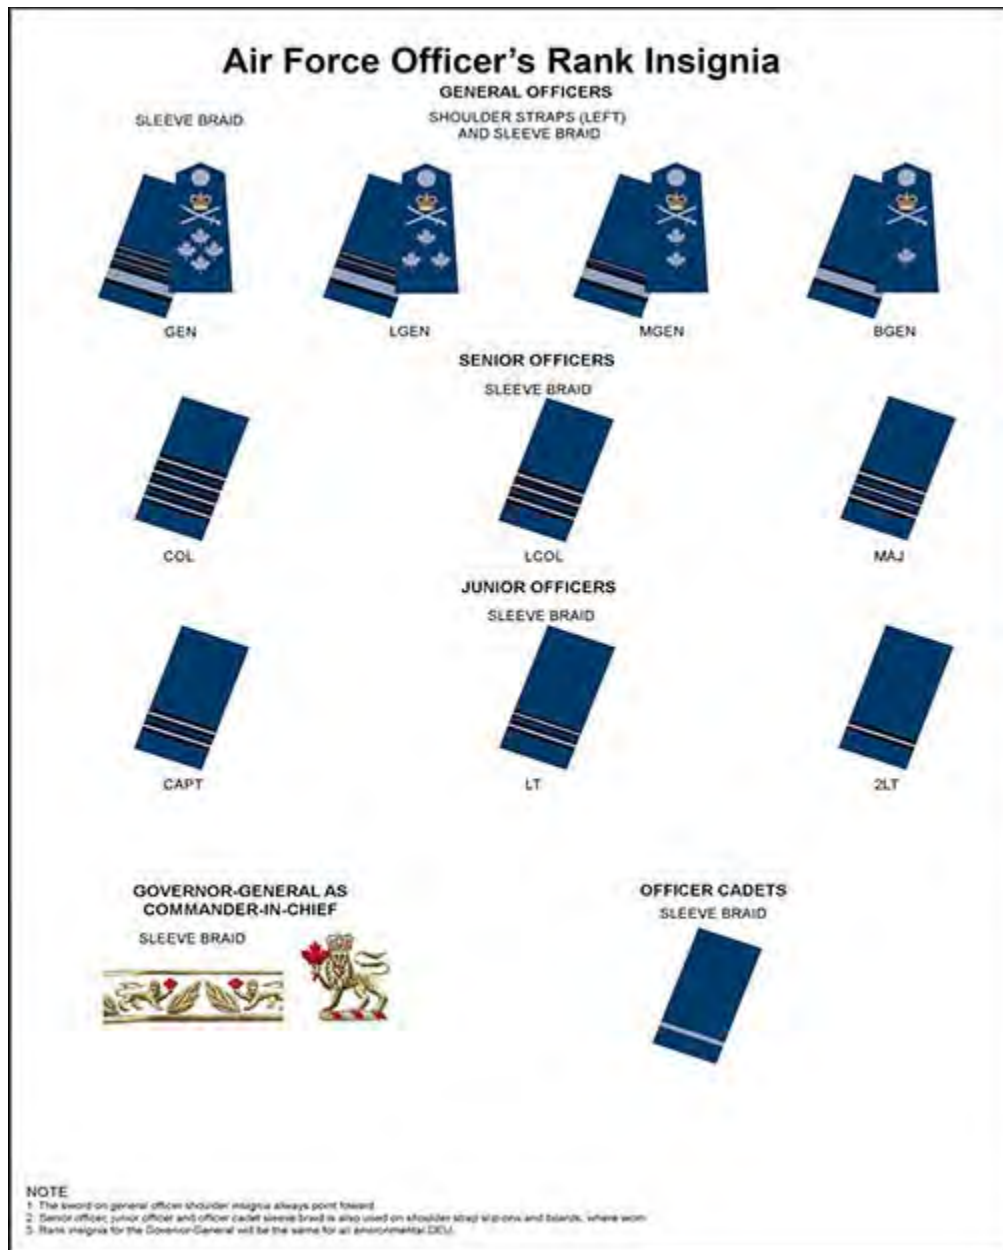 Air Force Officer's Rank Insignia
GENERAL OFFICERS
SLEEVE BRAID
SHOULDER STRAPS (LEFT)
AND SLEEVE BRAID
GEN LGEN MGEN BGEN
SENIOR OFFICERS
SLEEVE BRAID
COL LCOL MAJ
JUNIOR OFFICERS
SLEEVE BRAID
CAPT LT 2LT
GOVERNOR-GENERAL AS
COMMANDER-IN-CHIEF
SLEEVE BRAID
OFFICER CADETS
SLEEVE BRAID
NOTE
1. The sword on general officer shoulder insignia always point foward
2. Senior officer, junior officer and officer cadet sleeve braid is also used on shoulder strap slip-ons and boards, where worn
3. Rank insignia for the Governor-General will be the same for all environmental DEU.